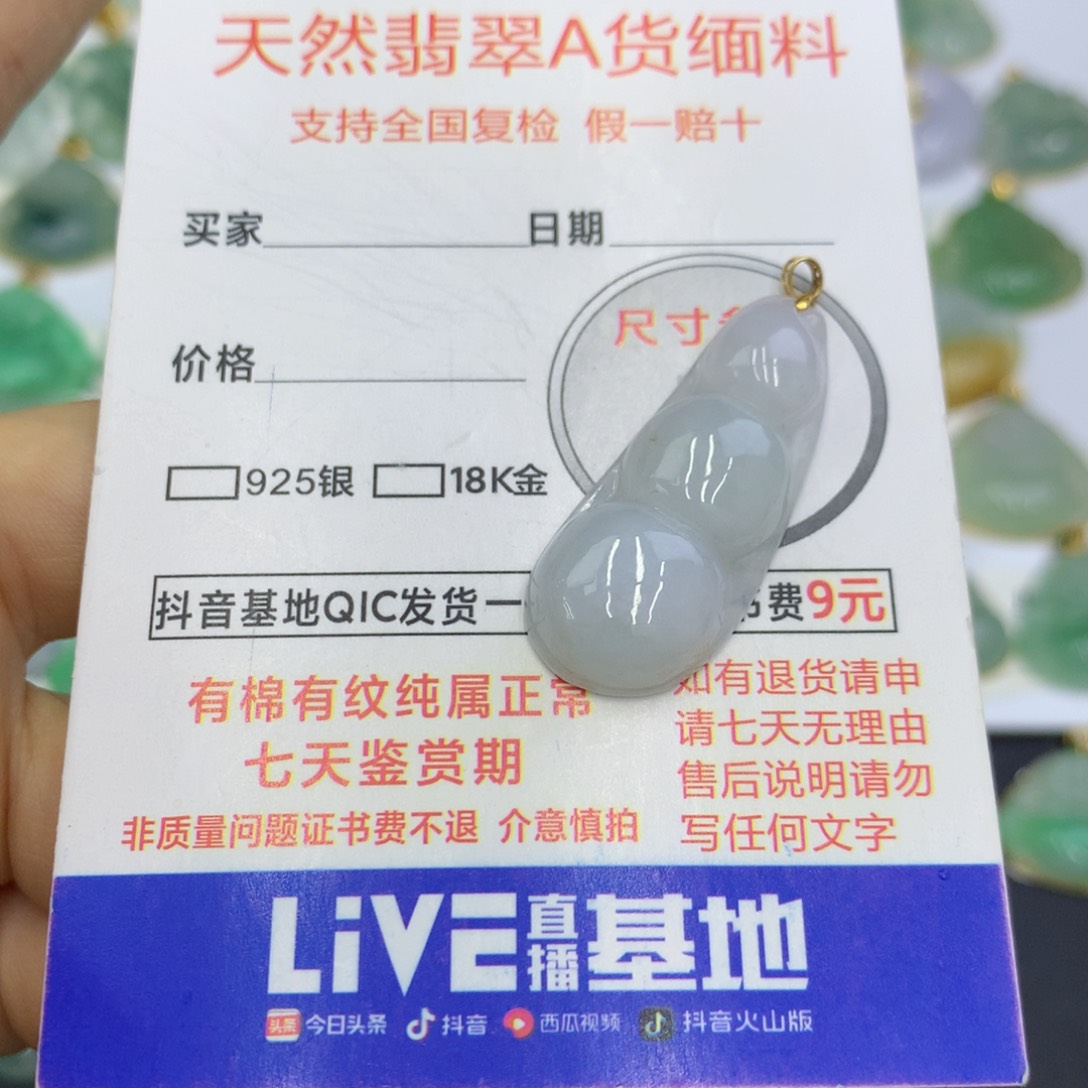 天然翡翠A货缅料
支持全国复检 假一赔十
买家 日期
价格
尺寸
925银 18K金
抖音基地QIC发货一 书费9元
有棉有纹纯属正常
七天鉴赏期
非质量问题证书费不退 介意慎拍
如有退货请申
请七天无理由
售后说明请勿
写任何文字
LiVE直播基地
头条 今日头条 抖音 西瓜视频 抖音火山版